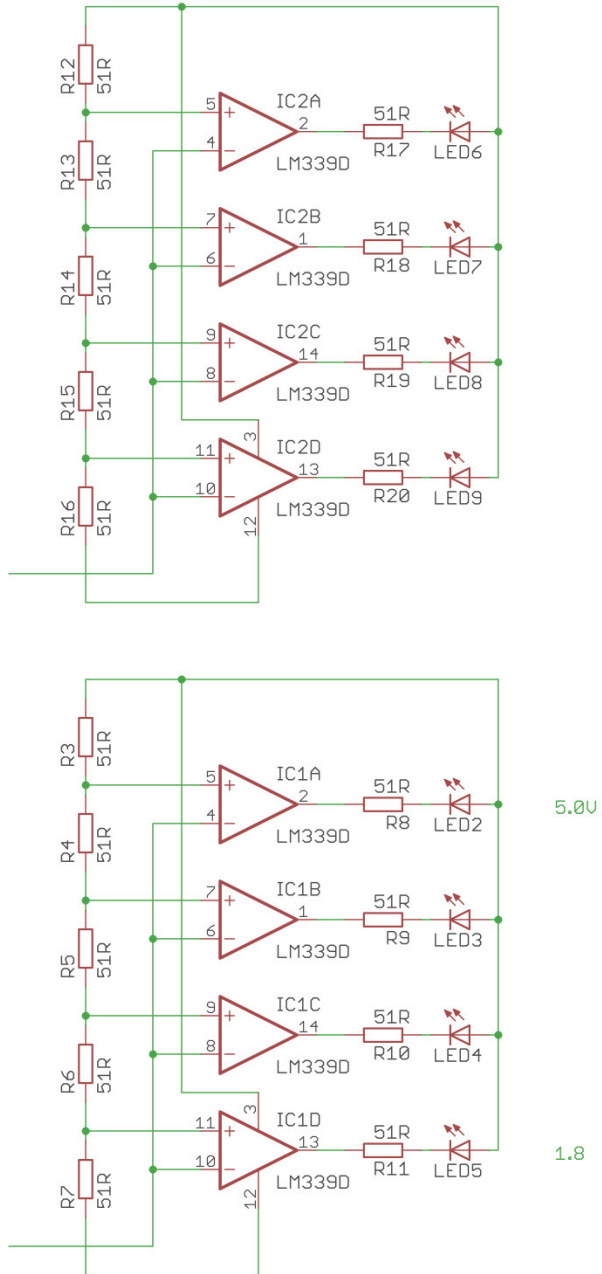 R12 51R
5 + IC2A
4 − 2
LM339D
51R
R17
LED6
R13 51R
7 + IC2B
6 − 1
LM339D
51R
R18
LED7
R14 51R
9 + IC2C
8 − 14
LM339D
51R
R19
LED8
R15 51R
3
11 + IC2D
10 − 13
LM339D
12
51R
R20
LED9
R16 51R
R3 51R
5 + IC1A
4 − 2
LM339D
51R
R8
LED2
5.0V
R4 51R
7 + IC1B
6 − 1
LM339D
51R
R9
LED3
R5 51R
9 + IC1C
8 − 14
LM339D
51R
R10
LED4
R6 51R
3
11 + IC1D
10 − 13
LM339D
12
51R
R11
LED5
1.8
R7 51R